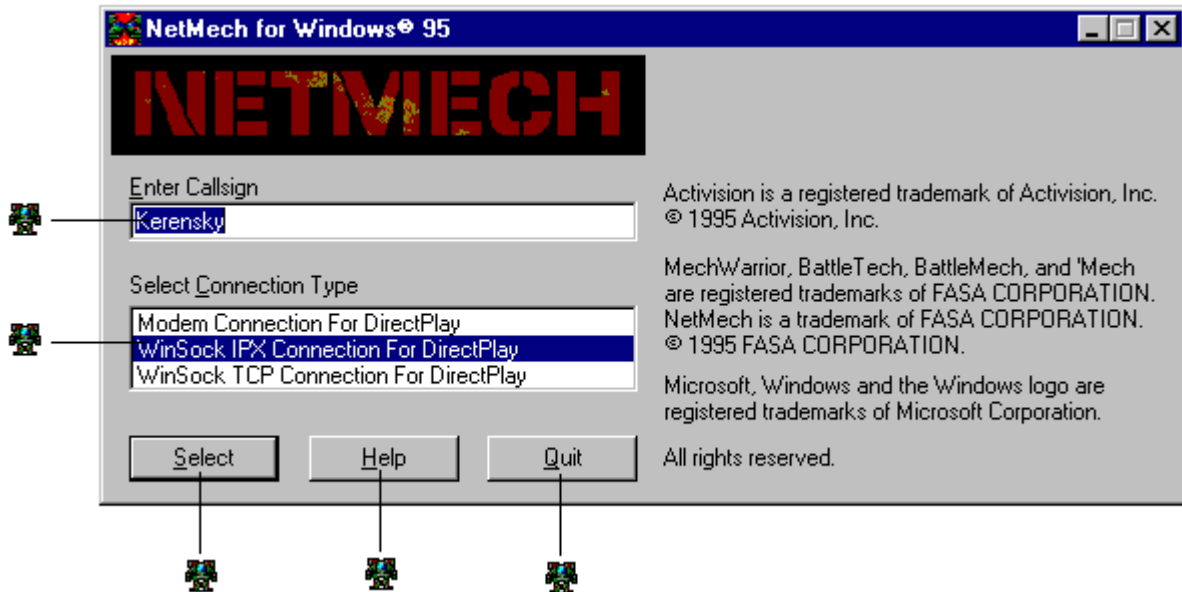 NetMech for Windows® 95
NETMECH
Enter Callsign
Kerensky
Select Connection Type
Modem Connection For DirectPlay
WinSock IPX Connection For DirectPlay
WinSock TCP Connection For DirectPlay
Select
Help
Quit
Activision is a registered trademark of Activision, Inc.
© 1995 Activision, Inc.
MechWarrior, BattleTech, BattleMech, and 'Mech
are registered trademarks of FASA CORPORATION.
NetMech is a trademark of FASA CORPORATION.
© 1995 FASA CORPORATION.
Microsoft, Windows and the Windows logo are
registered trademarks of Microsoft Corporation.
All rights reserved.